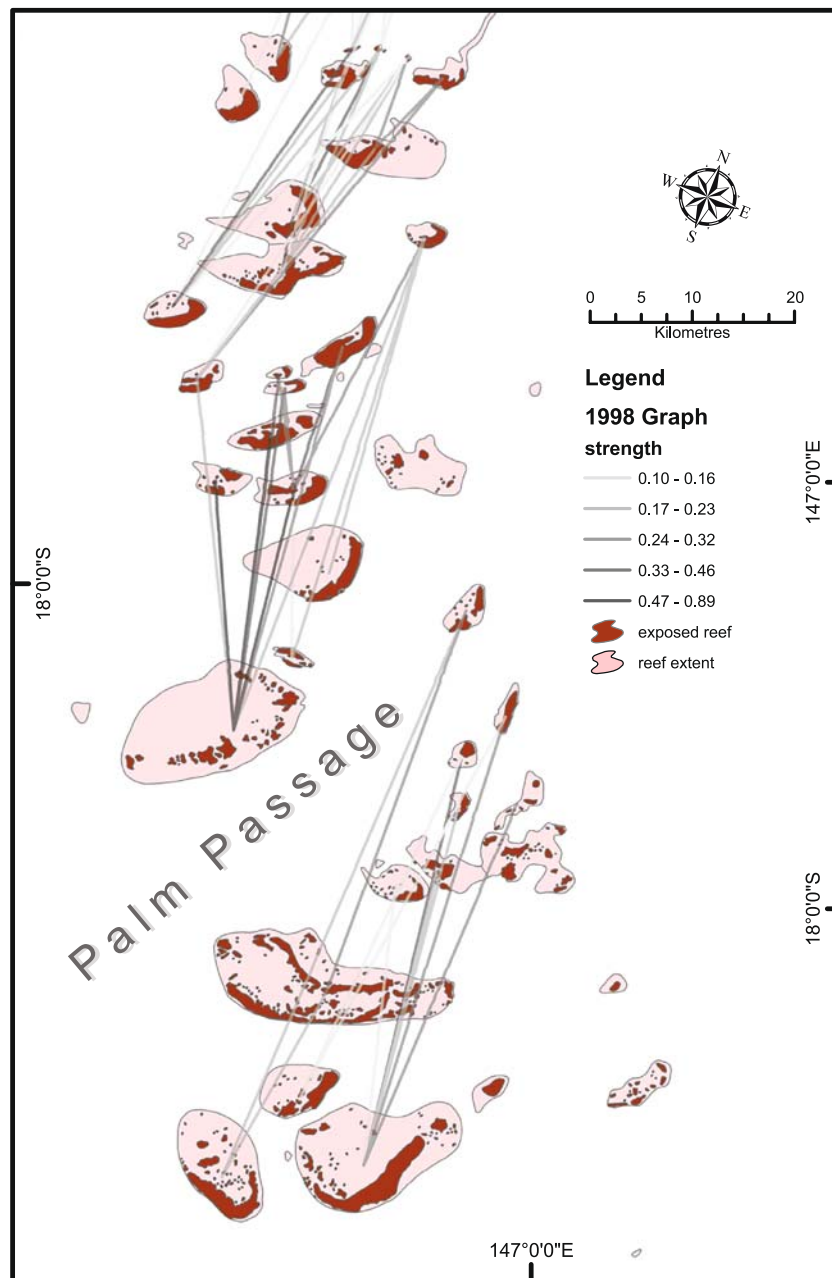 N
W
E
S
0 5 10 20
Kilometres
Legend
1998 Graph
strength
0.10 - 0.16
0.17 - 0.23
0.24 - 0.32
0.33 - 0.46
0.47 - 0.89
exposed reef
reef extent
147°0'0"E
18°0'0"S
Palm Passage
18°0'0"S
147°0'0"E